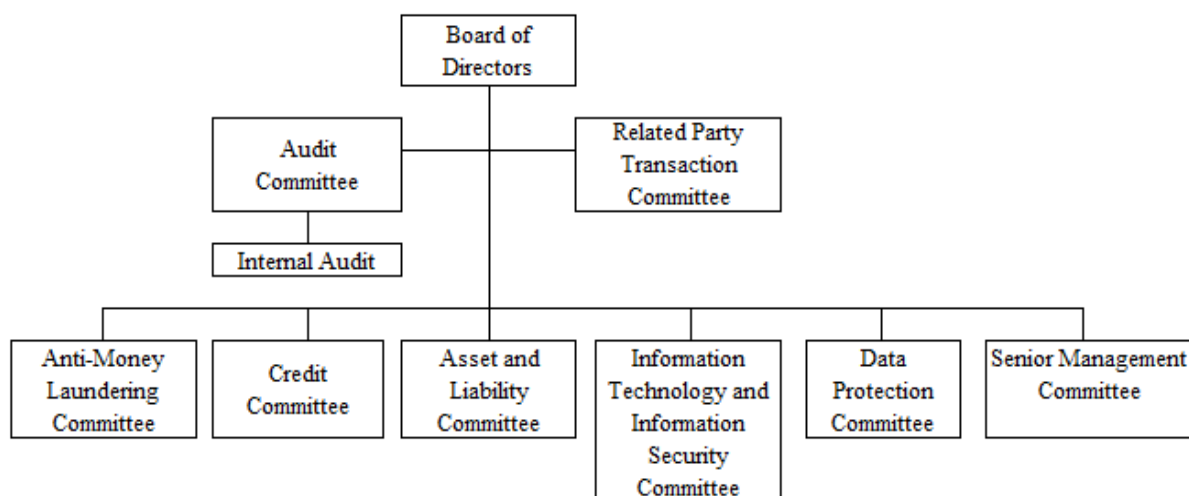 Board of
Directors
Audit
Committee
Related Party
Transaction
Committee
Internal Audit
Anti-Money
Laundering
Committee
Credit
Committee
Asset and
Liability
Committee
Information
Technology and
Information
Security
Committee
Data
Protection
Committee
Senior Management
Committee